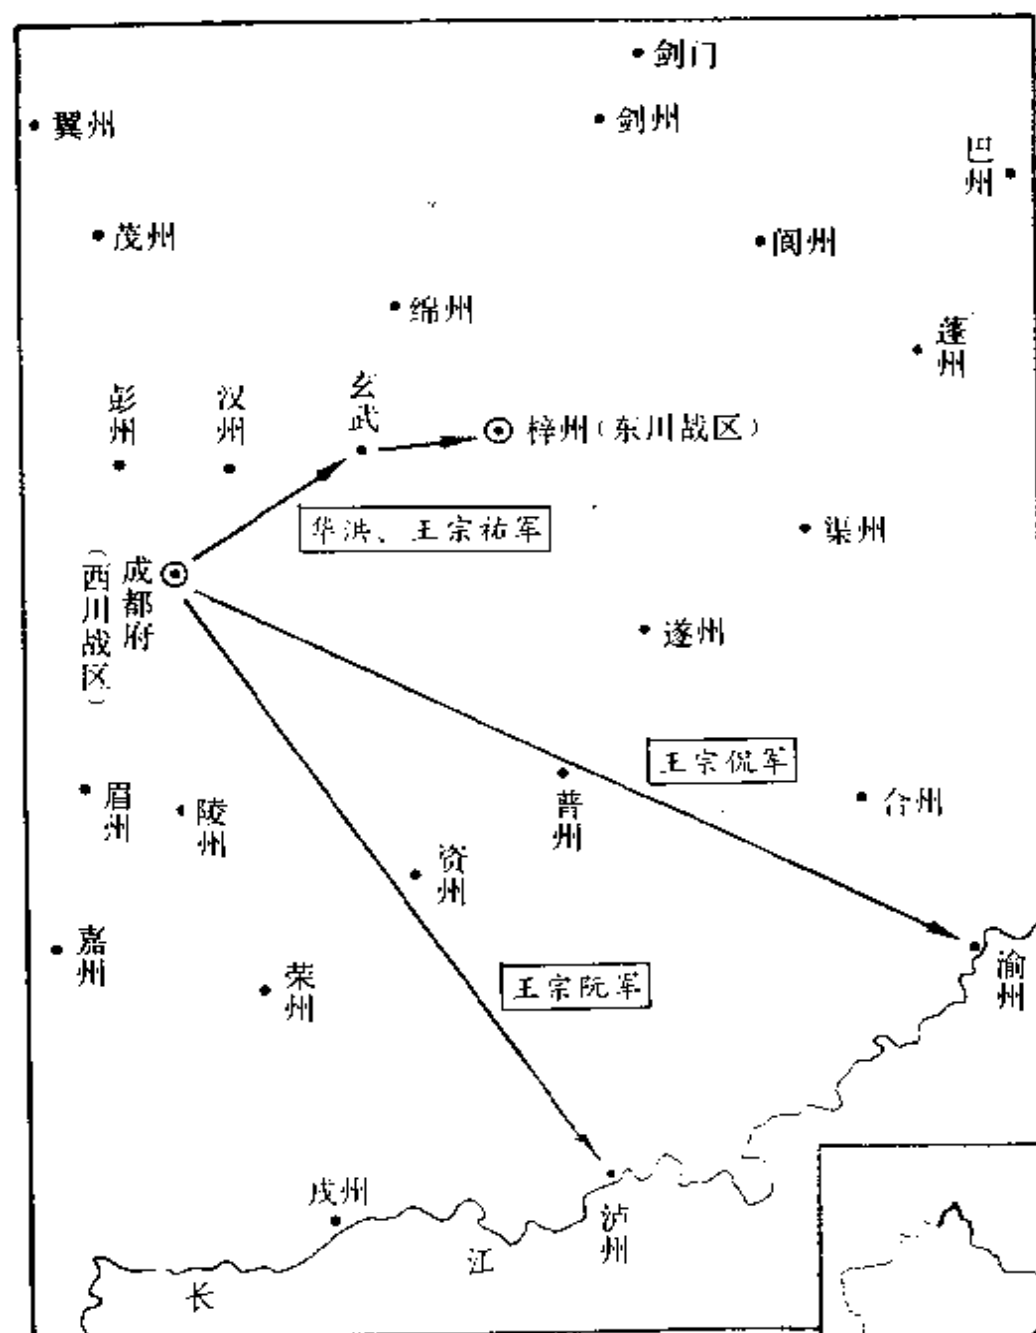 剑门
翼州
剑州
巴州
茂州
阆州
绵州
蓬州
彭州
汉州
玄武
梓州（东川战区）
华洪、王宗祐军
渠州
成都府
（西川战区）
遂州
王宗侃军
眉州
陵州
普州
合州
资州
嘉州
荣州
王宗阮军
渝州
戎州
泸州
长江